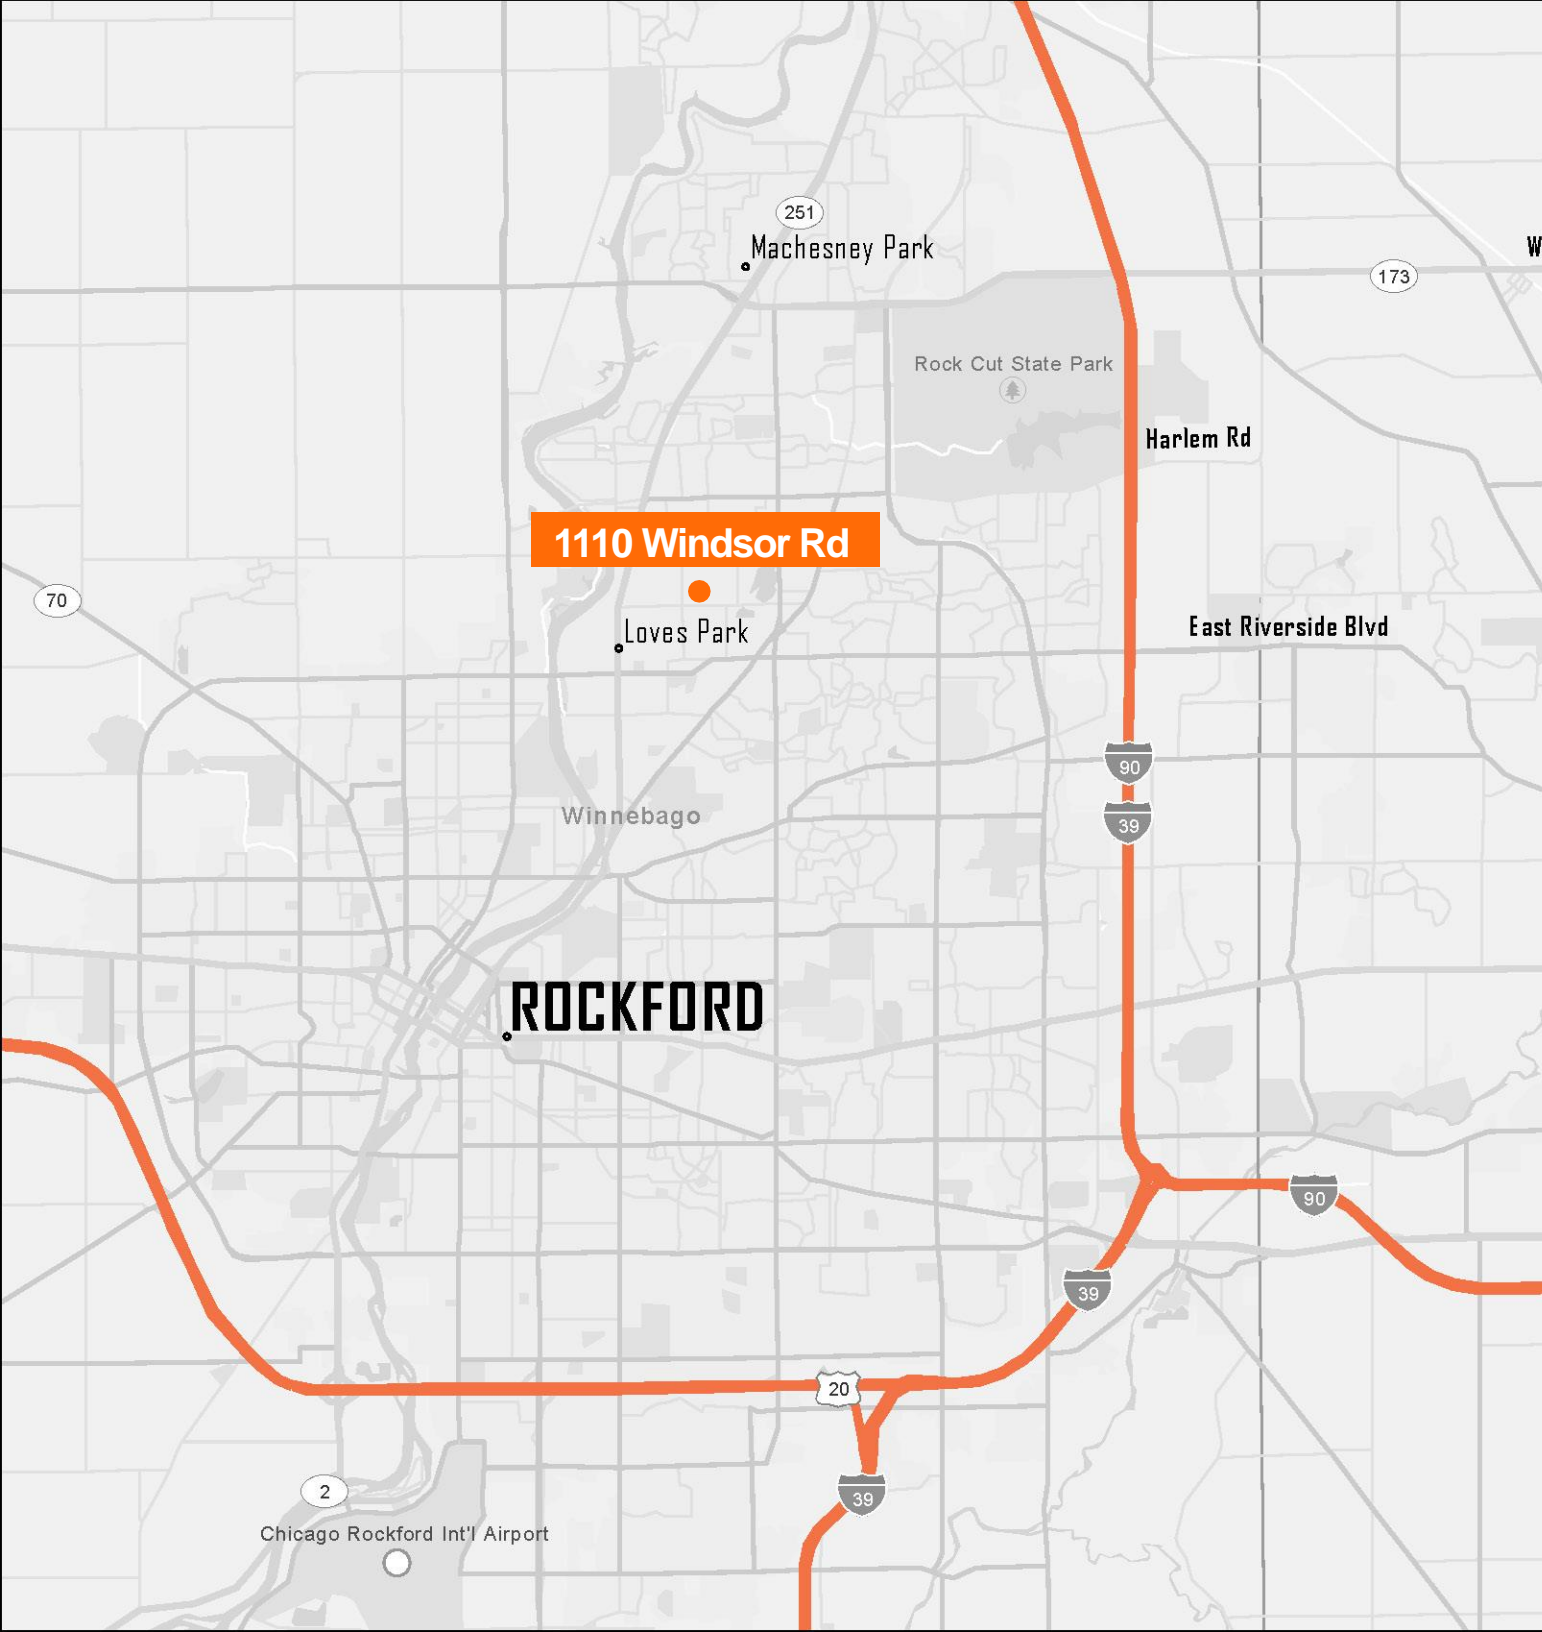 251
Machesney Park
W
173
Rock Cut State Park
Harlem Rd
1110 Windsor Rd
70
Loves Park
East Riverside Blvd
90
Winnebago
39
ROCKFORD
90
39
20
2
39
Chicago Rockford Int'l Airport